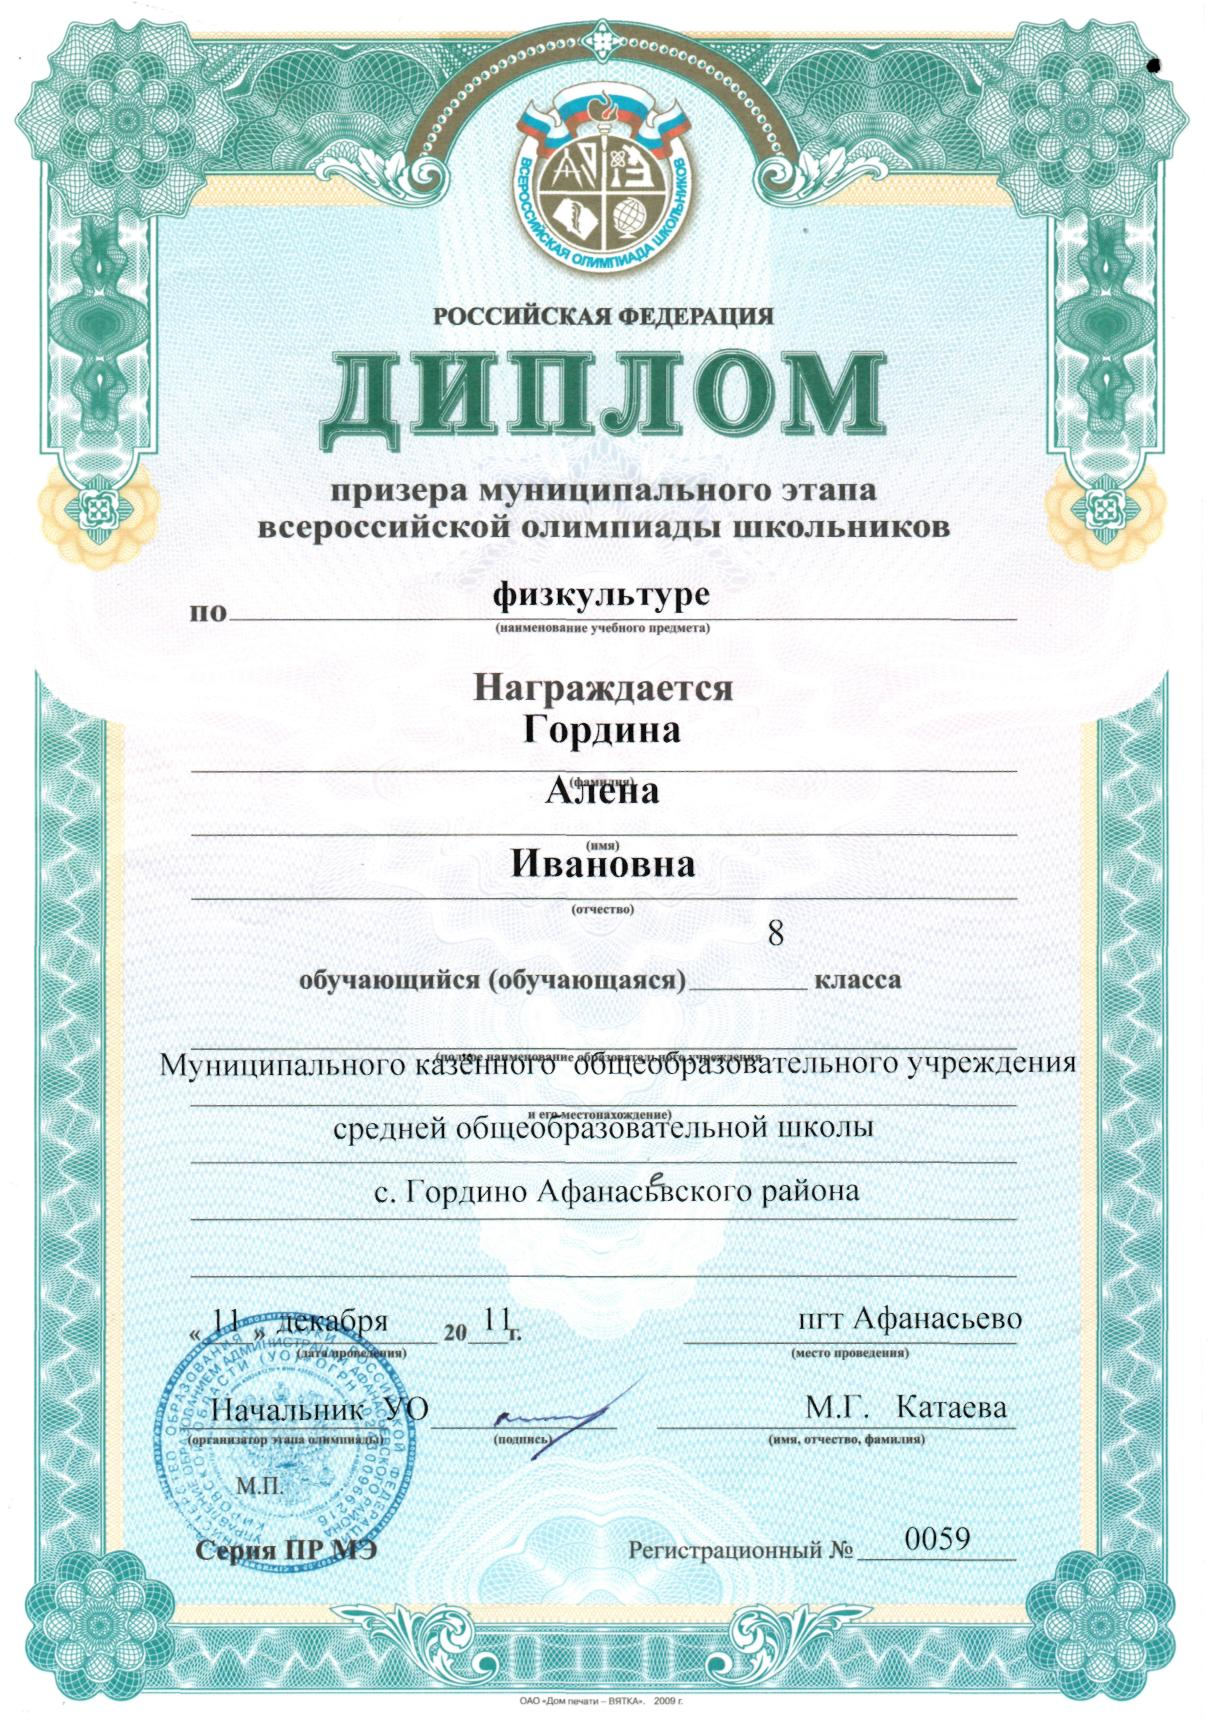 ВСЕРОССИЙСКАЯ ОЛИМПИАДА ШКОЛЬНИКОВ
РОССИЙСКАЯ ФЕДЕРАЦИЯ
ДИПЛОМ
призера муниципального этапа
всероссийской олимпиады школьников
по физкультуре
(наименование учебного предмета)
Награждается
Гордина
(фамилия)
Алена
(имя)
Ивановна
(отчество)
8
обучающийся (обучающаяся) класса
(полное наименование образовательного учреждения
Муниципального казённого общеобразовательного учреждения
и его местонахождение)
средней общеобразовательной школы
с. Гордино Афанасьевского района
« 11 » декабря 20 11 г. пгт Афанасьево
(дата проведения) (место проведения)
Начальник УО М.Г. Катаева
(организатор этапа олимпиады) (подпись) (имя, отчество, фамилия)
М.П.
Серия ПР МЭ Регистрационный № 0059
ОАО «Дом печати – ВЯТКА». 2009 г.